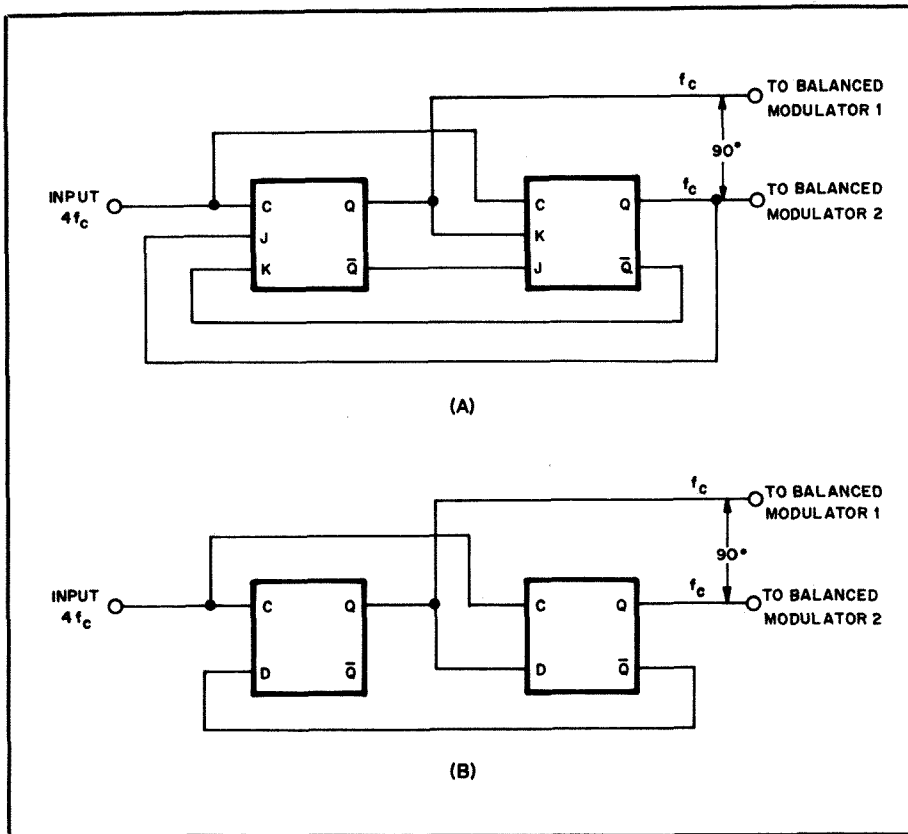 f_c
TO BALANCED
MODULATOR 1
90°
INPUT
4f_c
C
Q
C
Q
f_c
TO BALANCED
MODULATOR 2
J
K
K
Q̅
J
Q̅
(A)
f_c
TO BALANCED
MODULATOR 1
90°
INPUT
4f_c
C
Q
C
Q
f_c
TO BALANCED
MODULATOR 2
D
Q̅
D
Q̅
(B)